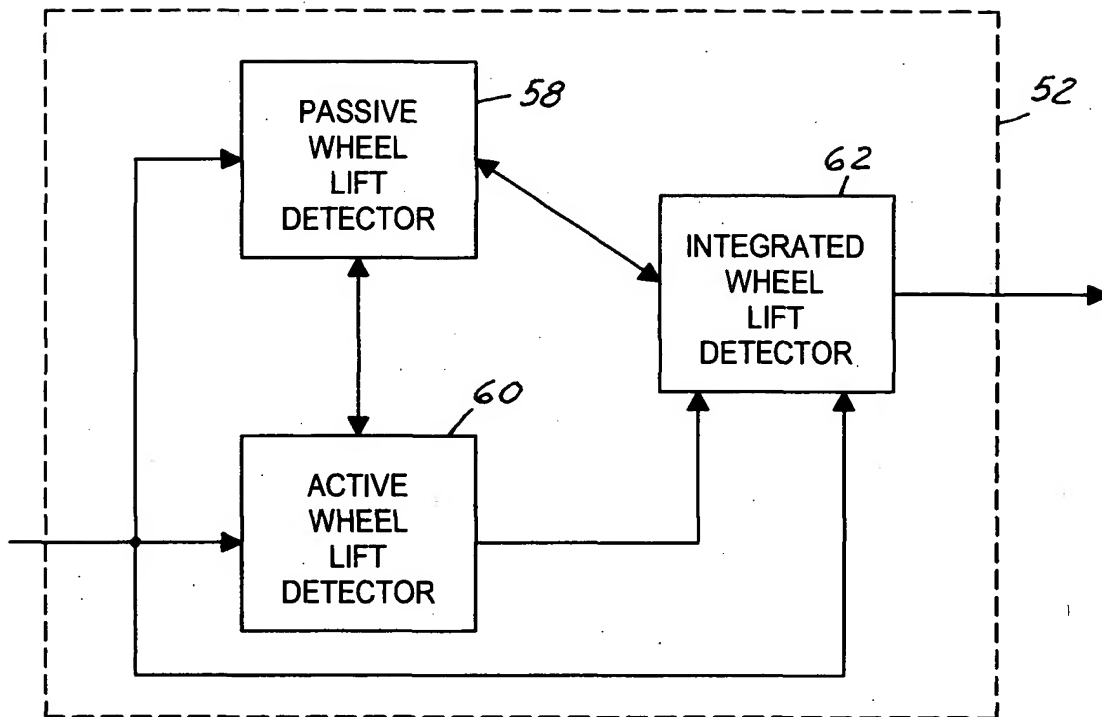 PASSIVE
WHEEL
LIFT
DETECTOR
58
52
62
INTEGRATED
WHEEL
LIFT
DETECTOR
60
ACTIVE
WHEEL
LIFT
DETECTOR